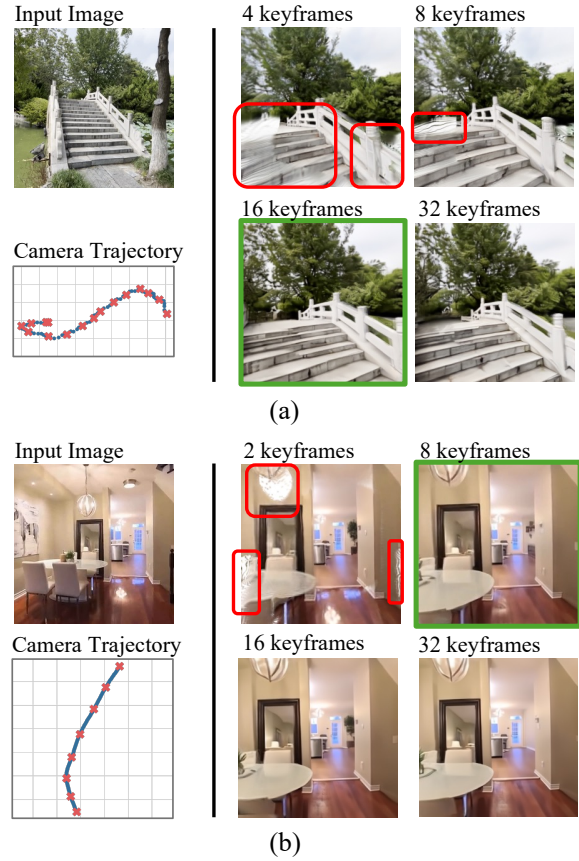 Input Image
4 keyframes
8 keyframes
16 keyframes
32 keyframes
Camera Trajectory
(a)
Input Image
2 keyframes
8 keyframes
Camera Trajectory
16 keyframes
32 keyframes
(b)